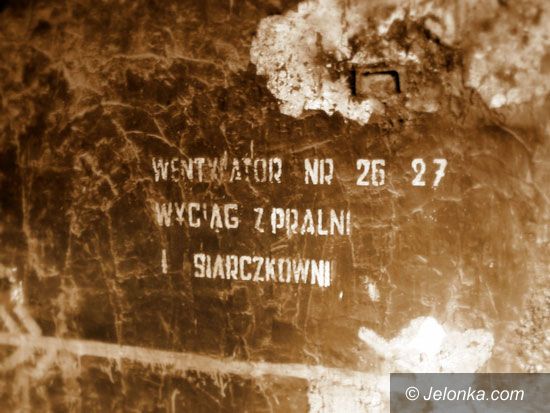 WENTYLATOR NR 26 27
WYCIĄG Z PRALNI
I SIARCZKOWNI
© Jelonka.com